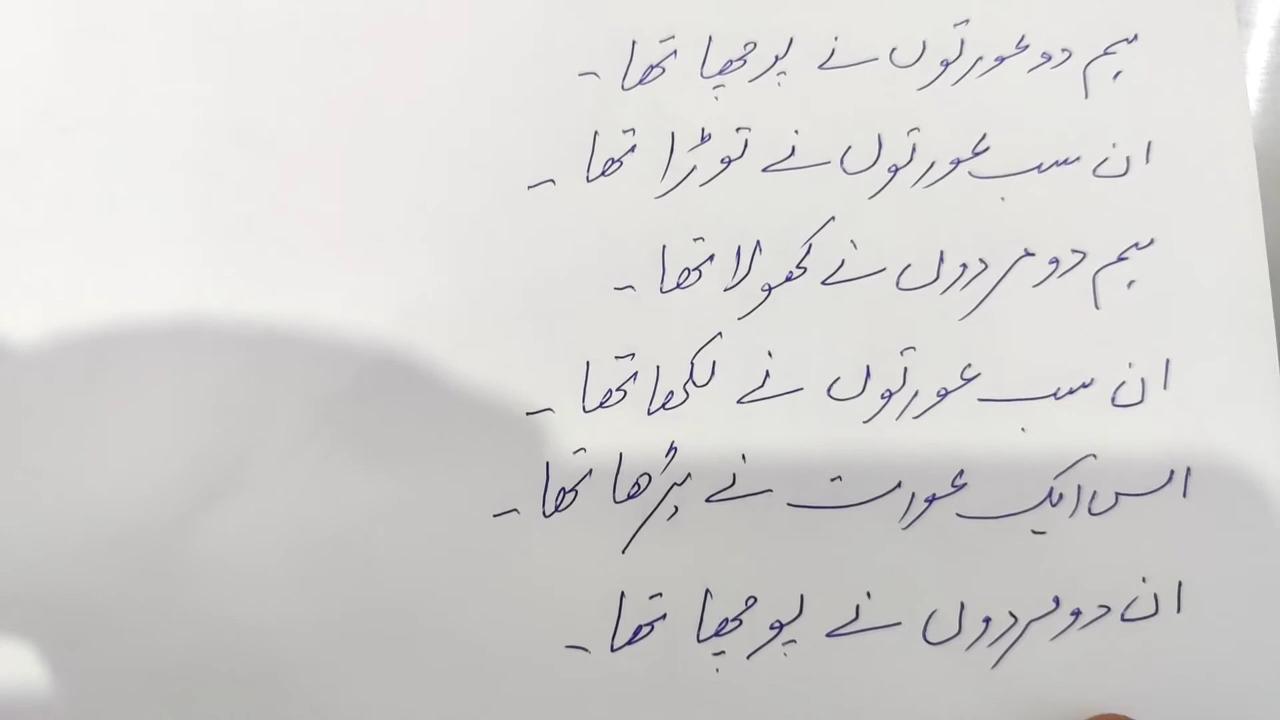 ہم دو عورتوں نے پوچھا تھا ۔
ان سب عورتوں نے توڑا تھا ۔
ہم دو مردوں نے کھولا تھا ۔
ان سب عورتوں نے لکھا تھا ۔
اس ایک عورت نے پڑھا تھا ۔
ان دو مردوں نے پوچھا تھا ۔